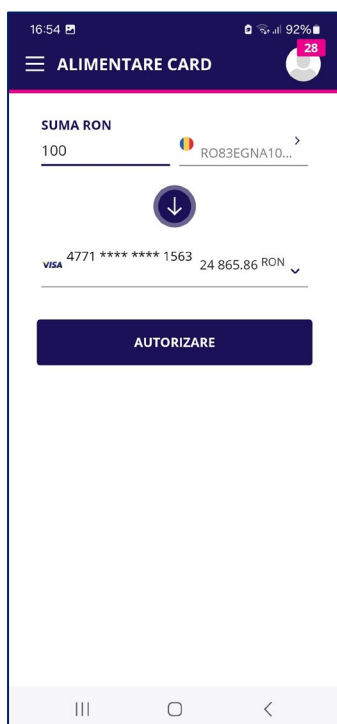 16:54 92%
28
ALIMENTARE CARD
SUMA RON
100 RO83EGNA10...
VISA 4771 **** **** 1563 24 865.86 RON
AUTORIZARE